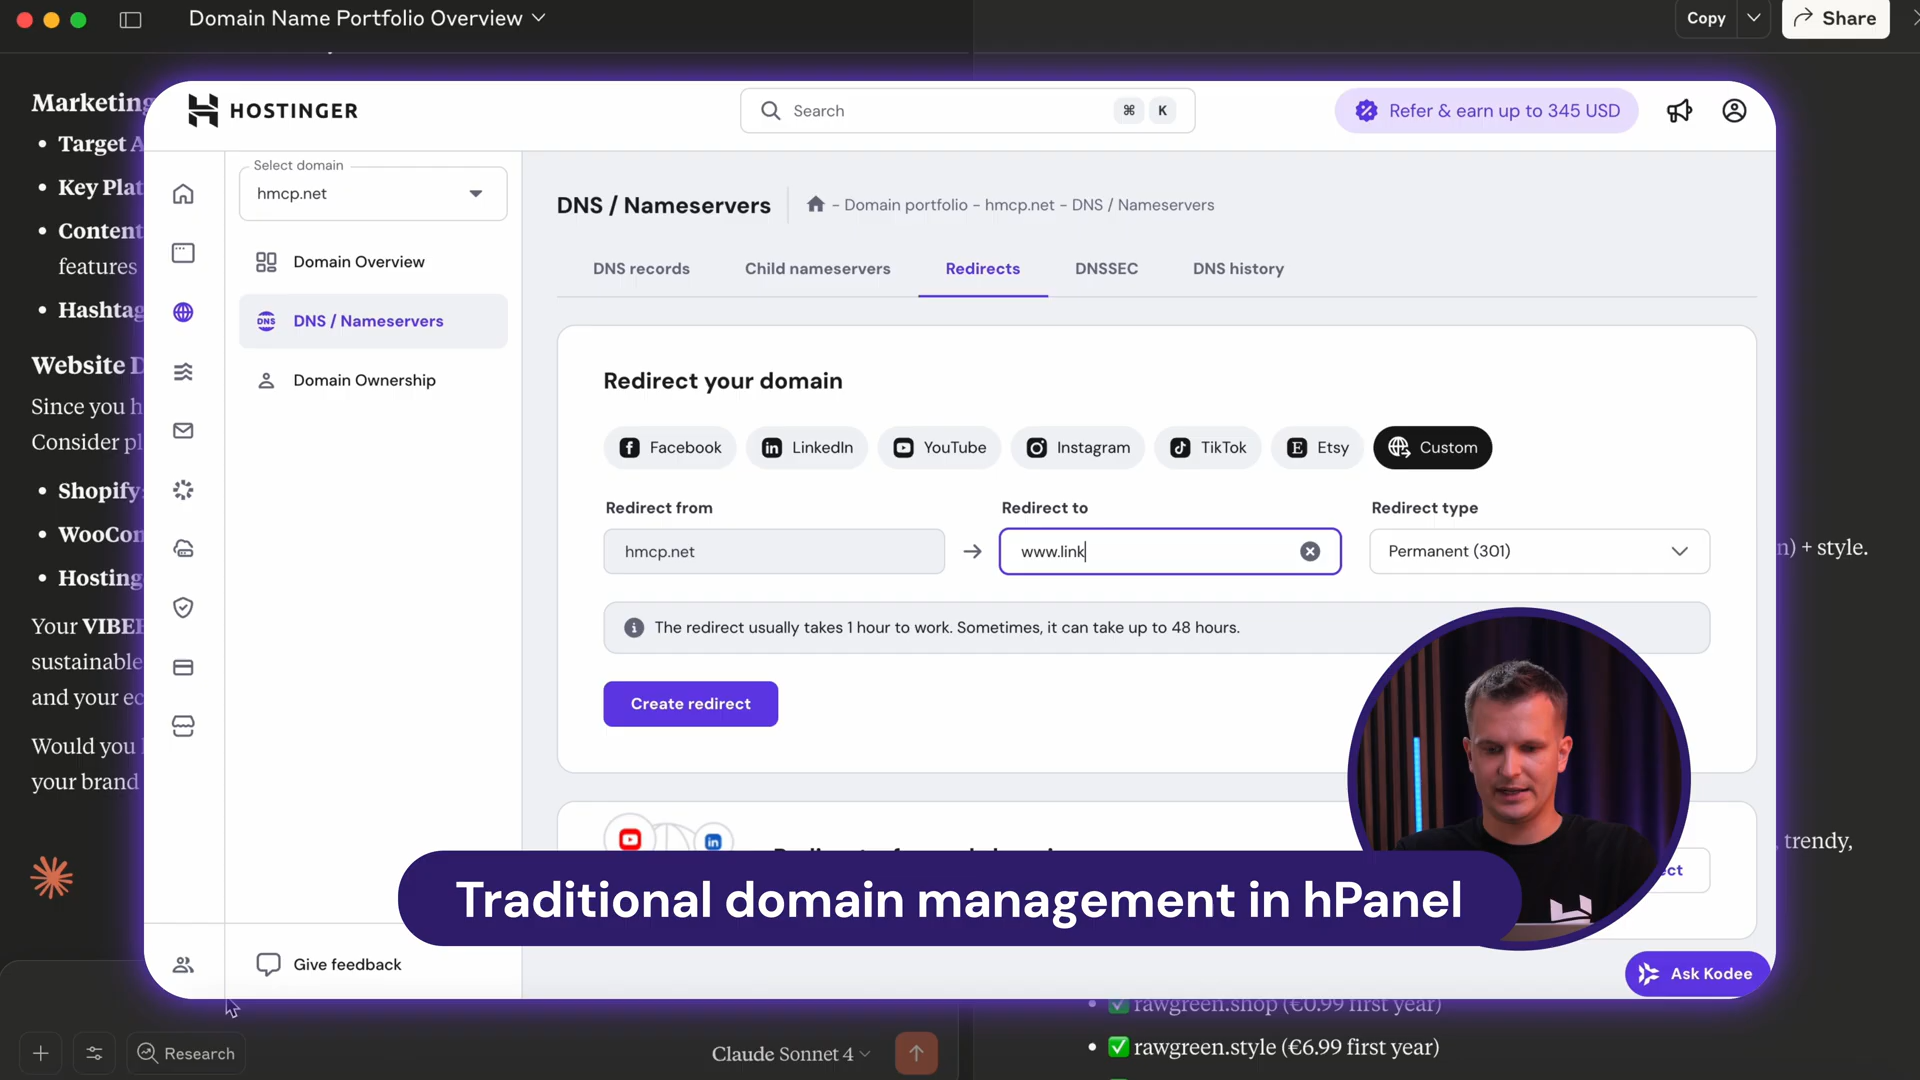 Domain Name Portfolio Overview
Copy
Share
Marketing
Target A
Key Plat
Content
features
Hashtag
Website D
Since you h
Consider pl
Shopify:
WooCom
Hosting
Your VIBE
sustainable
and your ec
Would you
your brand
HOSTINGER
Search
⌘ K
Refer & earn up to 345 USD
Select domain
hmcp.net
Domain Overview
DNS DNS / Nameservers
Domain Ownership
Give feedback
DNS / Nameservers
- Domain portfolio - hmcp.net - DNS / Nameservers
DNS records
Child nameservers
Redirects
DNSSEC
DNS history
Redirect your domain
Facebook
LinkedIn
YouTube
Instagram
TikTok
Etsy
Custom
Redirect from
Redirect to
Redirect type
hmcp.net
www.link
Permanent (301)
The redirect usually takes 1 hour to work. Sometimes, it can take up to 48 hours.
Create redirect
ect
Traditional domain management in hPanel
Ask Kodee
n) + style.
trendy,
rawgreen.shop (€0.99 first year)
rawgreen.style (€6.99 first year)
Research
Claude Sonnet 4